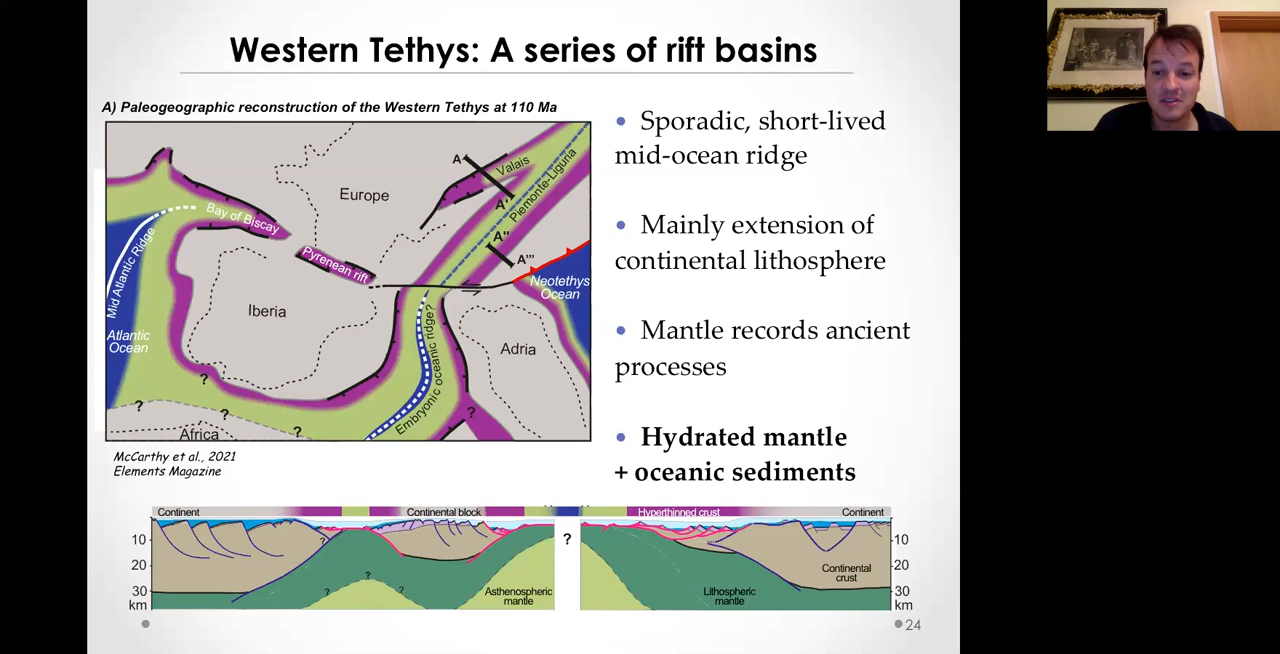 Western Tethys: A series of rift basins
A) Paleogeographic reconstruction of the Western Tethys at 110 Ma
Europe
Valais
Piemonte-Liguna
A
A'
A''
A'''
Bay of Biscay
Pyrenean rift
Mid Atlantic Ridge
Iberia
Neotethys
Ocean
Atlantic
Ocean
Embryonic oceanic ridge?
Adria
?
?
?
?
?
Africa
McCarthy et al., 2021
Elements Magazine
• Sporadic, short-lived
mid-ocean ridge
• Mainly extension of
continental lithosphere
• Mantle records ancient
processes
• Hydrated mantle
+ oceanic sediments
Continent
Continental block
Hyperthinned crust
Continent
10
20
30
km
?
?
?
?
?
Asthenospheric
mantle
Lithospheric
mantle
Continental
crust
10
20
30
km
24